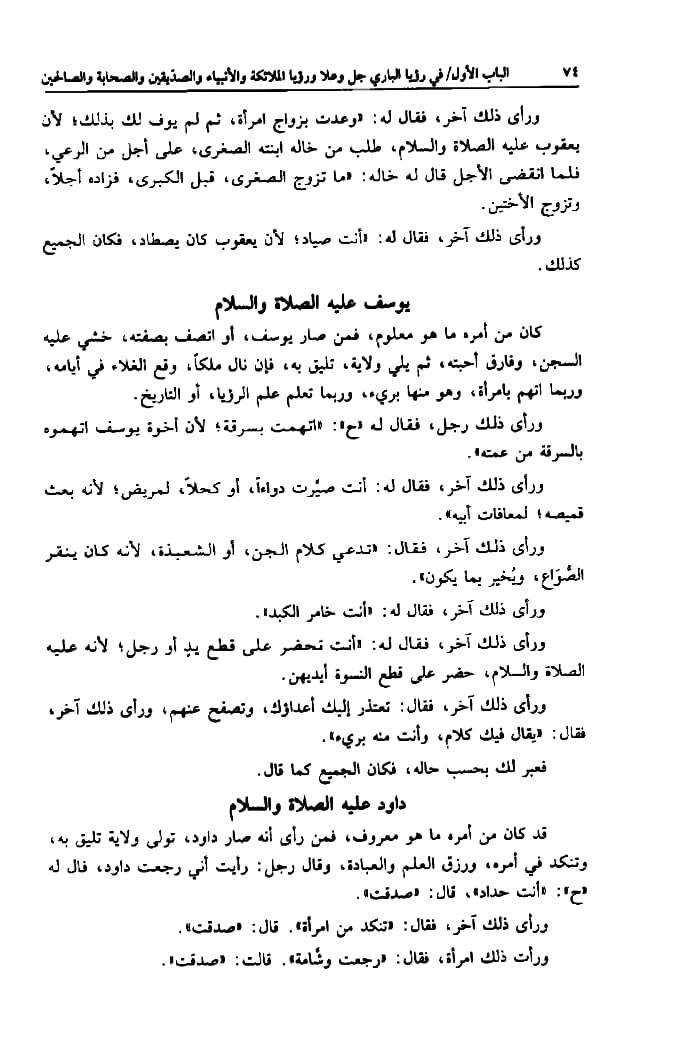 ٧٤ الباب الأول/ في رؤيا الباري جل وعلا ورؤيا الملائكة والأنبياء والصديقين والصحابة والصالحين
ورأى ذلك آخر، فقال له: «وعدت بزواج امرأة، ثم لم يوف لك بذلك؛ لأن
يعقوب عليه الصلاة والسلام، طلب من خاله ابنته الصغرى، على أجل من الرعي،
فلما انقضى الأجل قال له خاله: «ما تزوج الصغرى، قبل الكبرى، فزاده أجلاً،
وتزوج الأختين.
ورأى ذلك آخر، فقال له: «أنت صياد؛ لأن يعقوب كان يصطاد، فكان الجميع
كذلك.
يوسف عليه الصلاة والسلام
كان من أمره ما هو معلوم، فمن صار يوسف، أو اتصف بصفته، خشي عليه
السجن، وفارق أحبته، ثم يلي ولاية، تليق به، فإن نال ملكاً، وقع الغلاء في أيامه،
وربما اتهم بامرأة، وهو منها بريء، وربما تعلم علم الرؤيا، أو التاريخ.
ورأى ذلك رجل، فقال له «ح»: «اتهمت بسرقة؛ لأن أخوة يوسف اتهموه
بالسرقة من عمته».
ورأى ذلك آخر، فقال له: أنت صيَّرت دواءاً، أو كحلاً، لمريض؛ لأنه بعث
قميصه؛ لمعافات أبيه».
ورأى ذلك آخر، فقال: «تدعي كلام الجن، أو الشعبذة، لأنه كان ينقر
الصُّوَاع، ويُخبر بما يكون».
ورأى ذلك آخر، فقال له: «أنت خامر الكبد».
ورأى ذلك آخر، فقال له: «أنت تحضر على قطع يدٍ أو رجل؛ لأنه عليه
الصلاة والسلام، حضر على قطع النسوة أيديهن.
ورأى ذلك آخر، فقال: تعتذر إليك أعداؤك، وتصفح عنهم، ورأى ذلك آخر،
فقال: «يقال فيك كلام، وأنت منه بريء».
فعبر لك بحسب حاله، فكان الجميع كما قال.
داود عليه الصلاة والسلام
قد كان من أمره ما هو معروف، فمن رأى أنه صار داود، تولى ولاية تليق به،
وتنكد في أمره، ورزق العلم والعبادة، وقال رجل: رأيت أني رجعت داود، قال له
«ح»: «أنت حداد»، قال: «صدقت».
ورأى ذلك آخر، فقال: «تنكد من امرأة». قال: «صدقت».
ورأت ذلك امرأة، فقال: «رجعت وشَّامة». قالت: «صدقت».